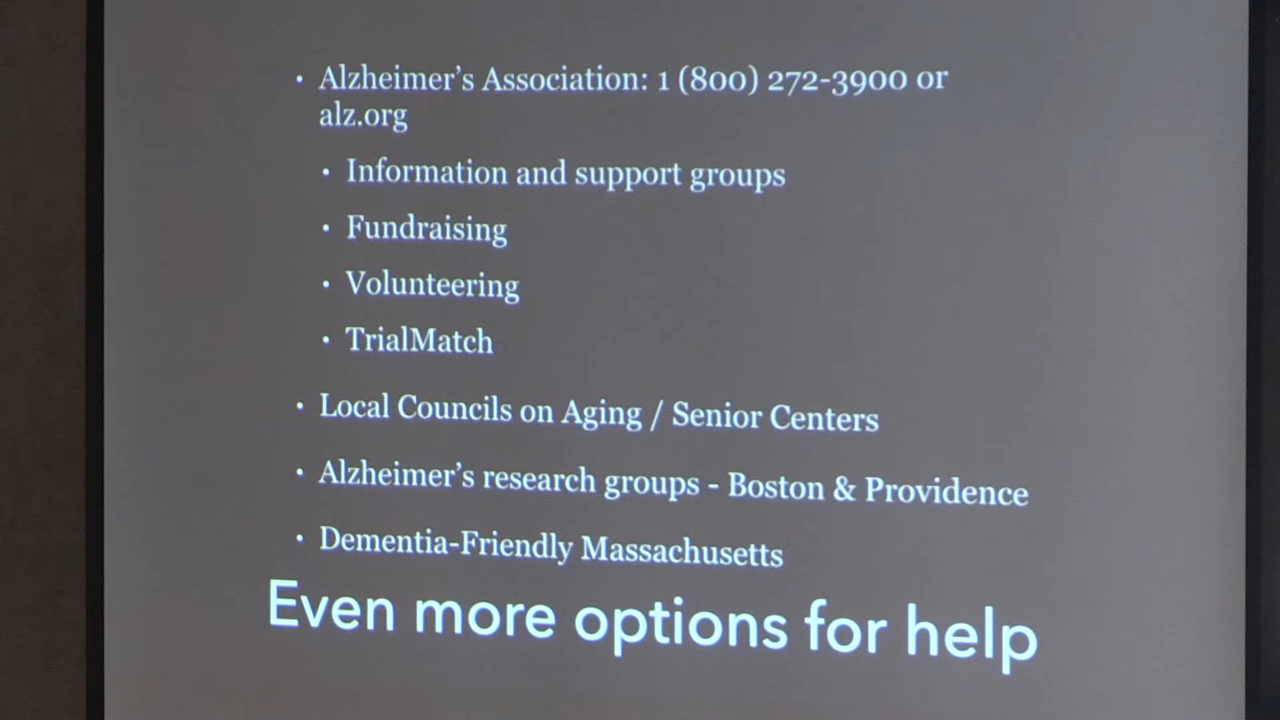 • Alzheimer's Association: 1 (800) 272-3900 or
alz.org
• Information and support groups
• Fundraising
• Volunteering
• TrialMatch
• Local Councils on Aging / Senior Centers
• Alzheimer's research groups - Boston & Providence
• Dementia-Friendly Massachusetts
Even more options for help